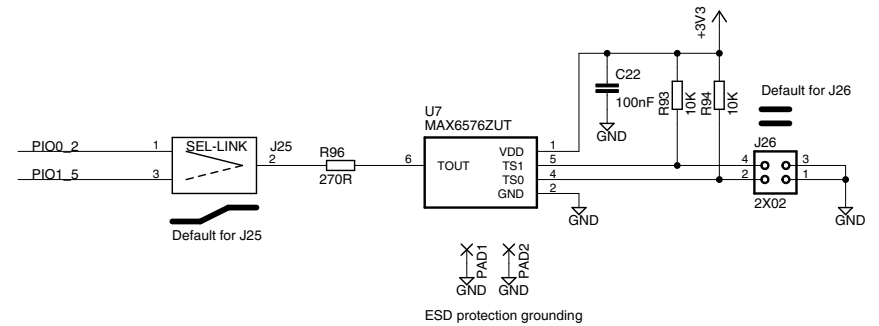 +3V3
C22
100nF
GND
R93
10K
R94
10K
Default for J26
U7
MAX6576ZUT
J26
PIO0_2
1
SEL-LINK
J25
2
R96
270R
6
TOUT
VDD
1
TS1
5
TS0
4
GND
2
4
3
2
1
2X02
PIO1_5
3
GND
GND
Default for J25
PAD1
GND
PAD2
GND
ESD protection grounding